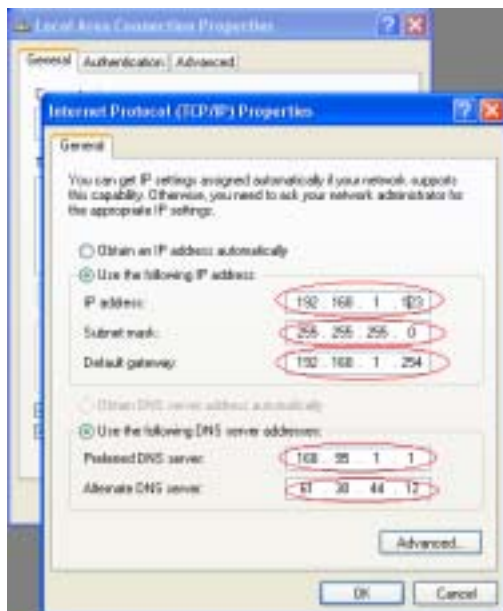 Local Area Connection Properties
General Authentication Advanced
Internet Protocol (TCP/IP) Properties
General
You can get IP settings assigned automatically if your network supports
this capability. Otherwise, you need to ask your network administrator for
the appropriate IP settings.
Obtain an IP address automatically
Use the following IP address:
IP address: 192 . 168 . 1 . 123
Subnet mask: 255 . 255 . 255 . 0
Default gateway: 192 . 168 . 1 . 254
Obtain DNS server address automatically
Use the following DNS server addresses:
Preferred DNS server: 168 . 95 . 1 . 1
Alternate DNS server: 61 . 44 . 12
Advanced...
OK Cancel